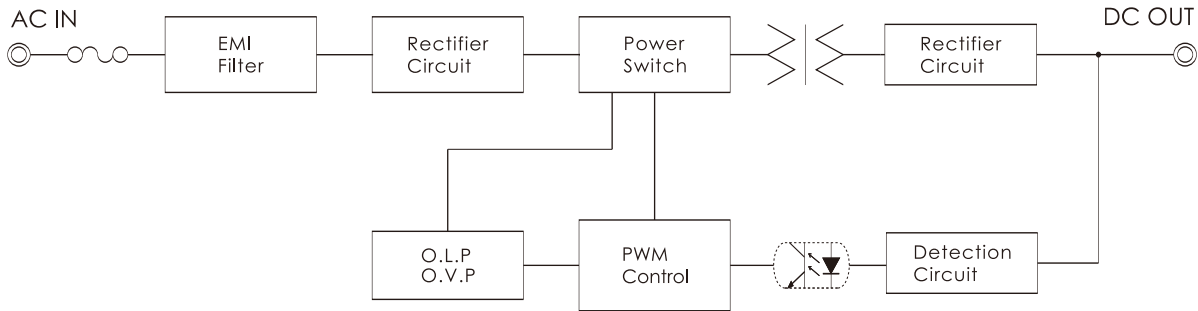 AC IN
DC OUT
EMI
Filter
Rectifier
Circuit
Power
Switch
Rectifier
Circuit
O.L.P
O.V.P
PWM
Control
Detection
Circuit